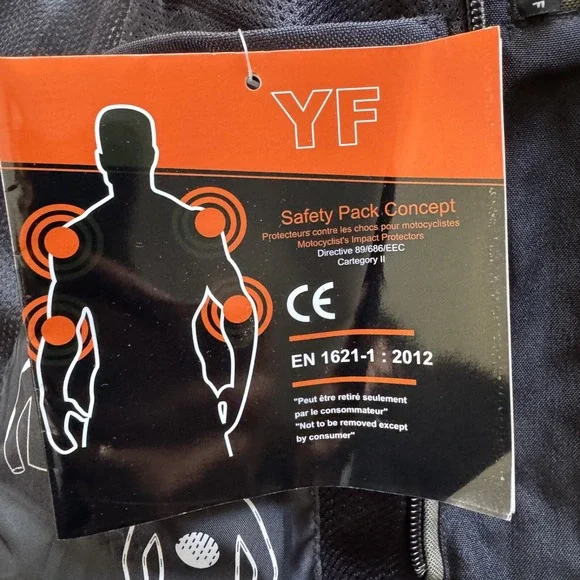 YF
Safety Pack Concept
Protecteurs contre les chocs pour motocyclistes
Motocyclist's Impact Protectors
Directive 89/686/EEC
Cartegory II
CE
EN 1621-1 : 2012
"Peut être retiré seulement
par le consommateur"
"Not to be removed except
by consumer"